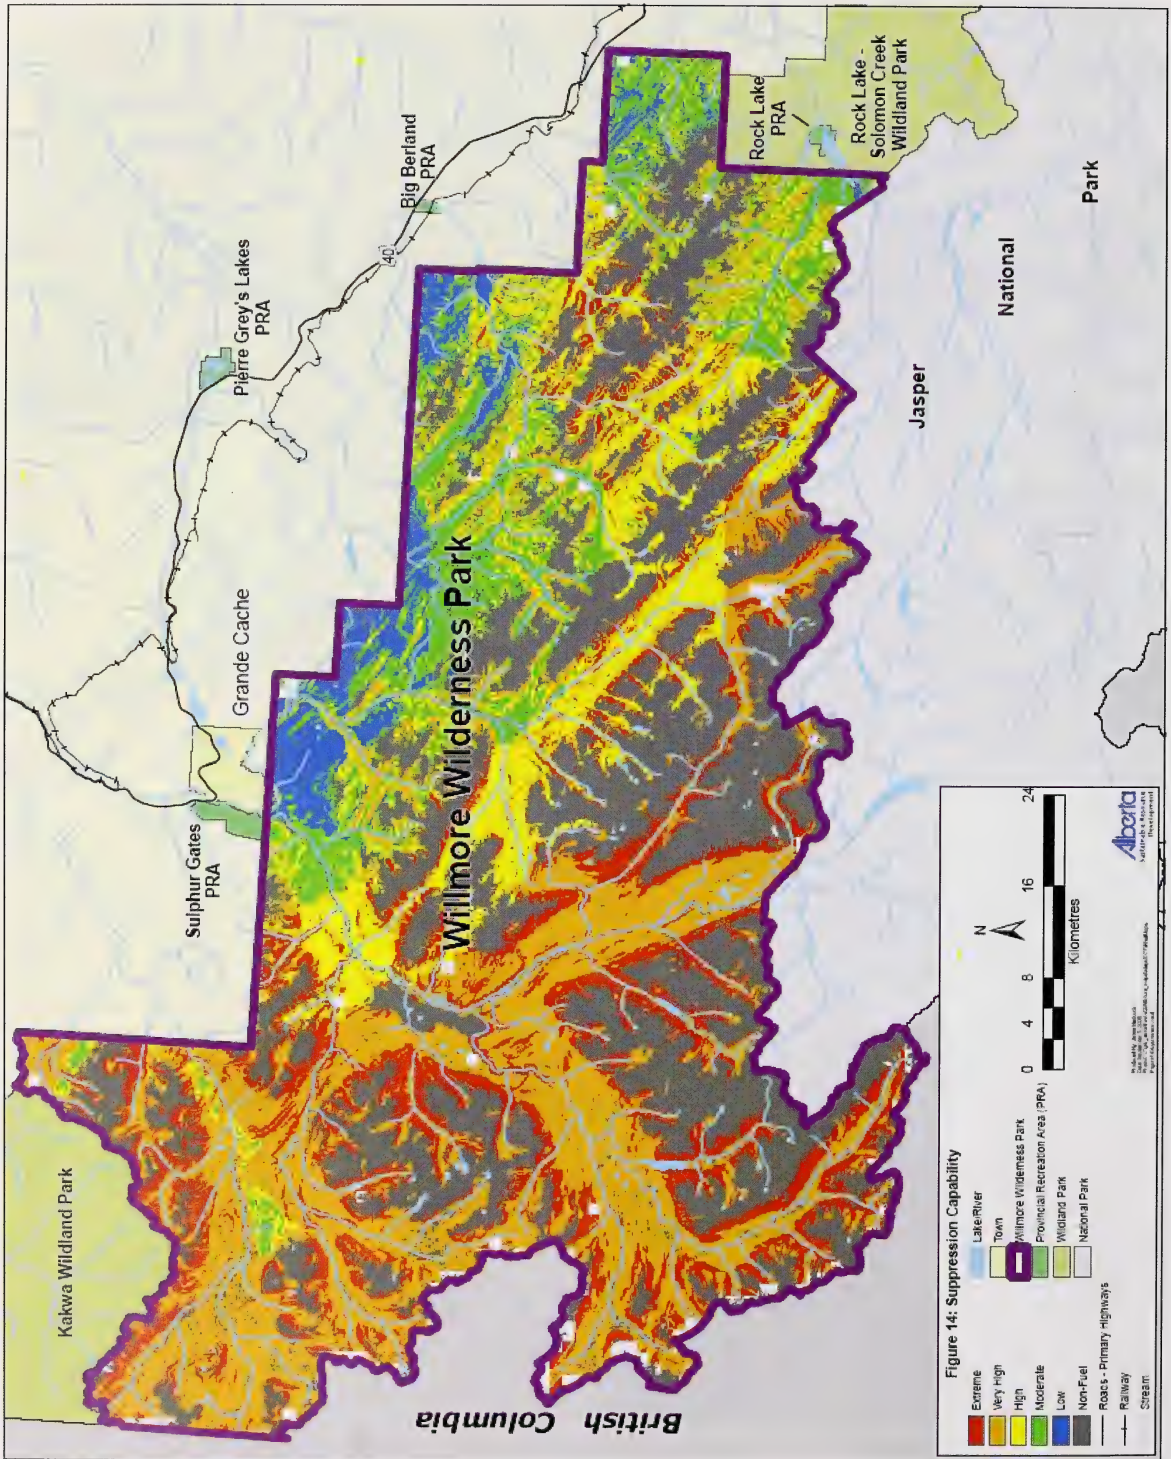 Kakwa Wildland Park
Sulphur Gates
PRA
Grande Cache
Pierre Grey's Lakes
PRA
Big Berland
PRA
40
Rock Lake
PRA
Rock Lake -
Solomon Creek
Wildland Park
Willmore Wilderness Park
British Columbia
Jasper
National
Park
Figure 14: Suppression Capability
Extreme
Very High
High
Moderate
Low
Non-Fuel
Roads - Primary Highways
Railway
Stream
Lake/River
Town
Willmore Wilderness Park
Provincial Recreation Area (PRA)
Wildland Park
National Park
N
0 4 8 16 24
Kilometres
Alberta
Sustainable Resource
Development